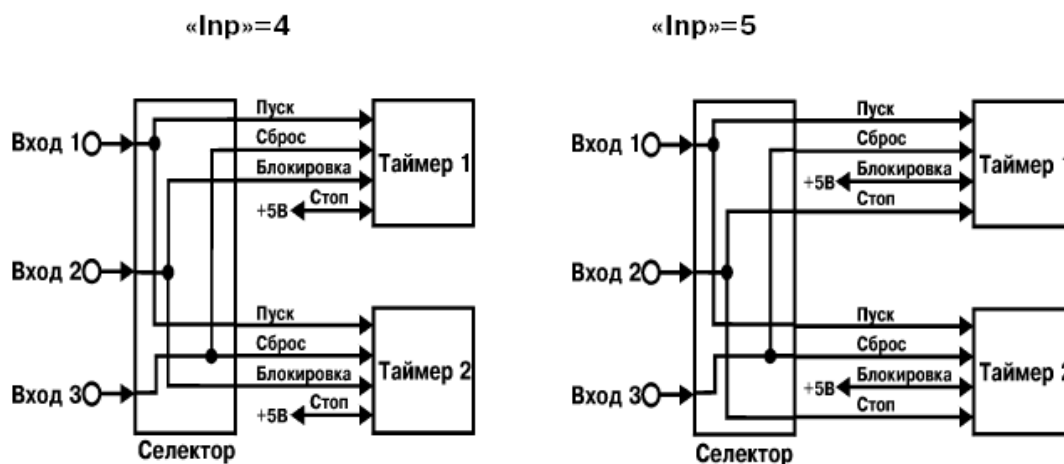 «Inp»=4
Пуск
Сброс
Вход 1
Блокировка
Таймер 1
Стоп
+5В
Вход 2
Пуск
Сброс
Блокировка
Таймер 2
Вход 3
Стоп
+5В
Селектор
«Inp»=5
Пуск
Сброс
Вход 1
Блокировка
Таймер 1
+5В
Стоп
Вход 2
Пуск
Сброс
Блокировка
Таймер 2
Вход 3
+5В
Стоп
Селектор